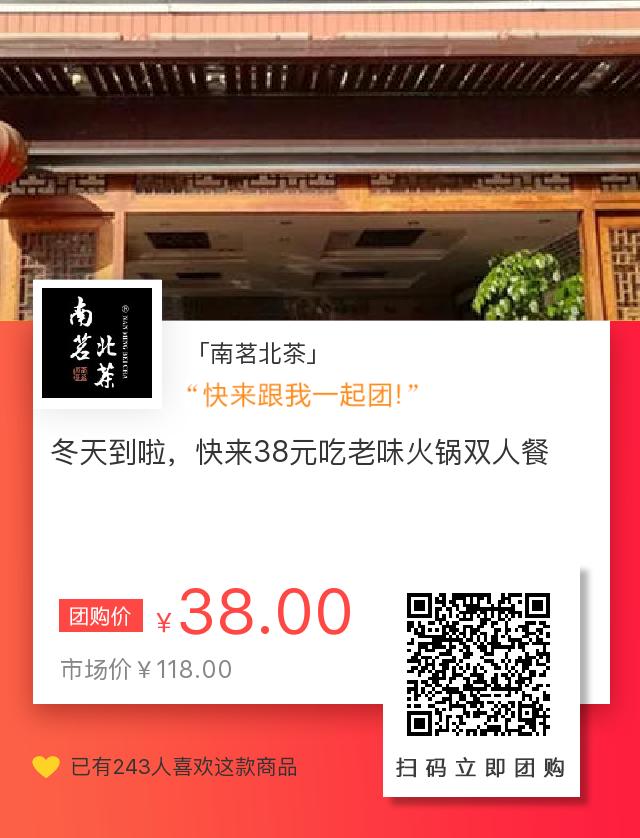 南茗
北茶
「南茗北茶」
“快来跟我一起团!”
冬天到啦，快来38元吃老味火锅双人餐
团购价 ¥38.00
市场价¥118.00
已有243人喜欢这款商品
扫码立即团购